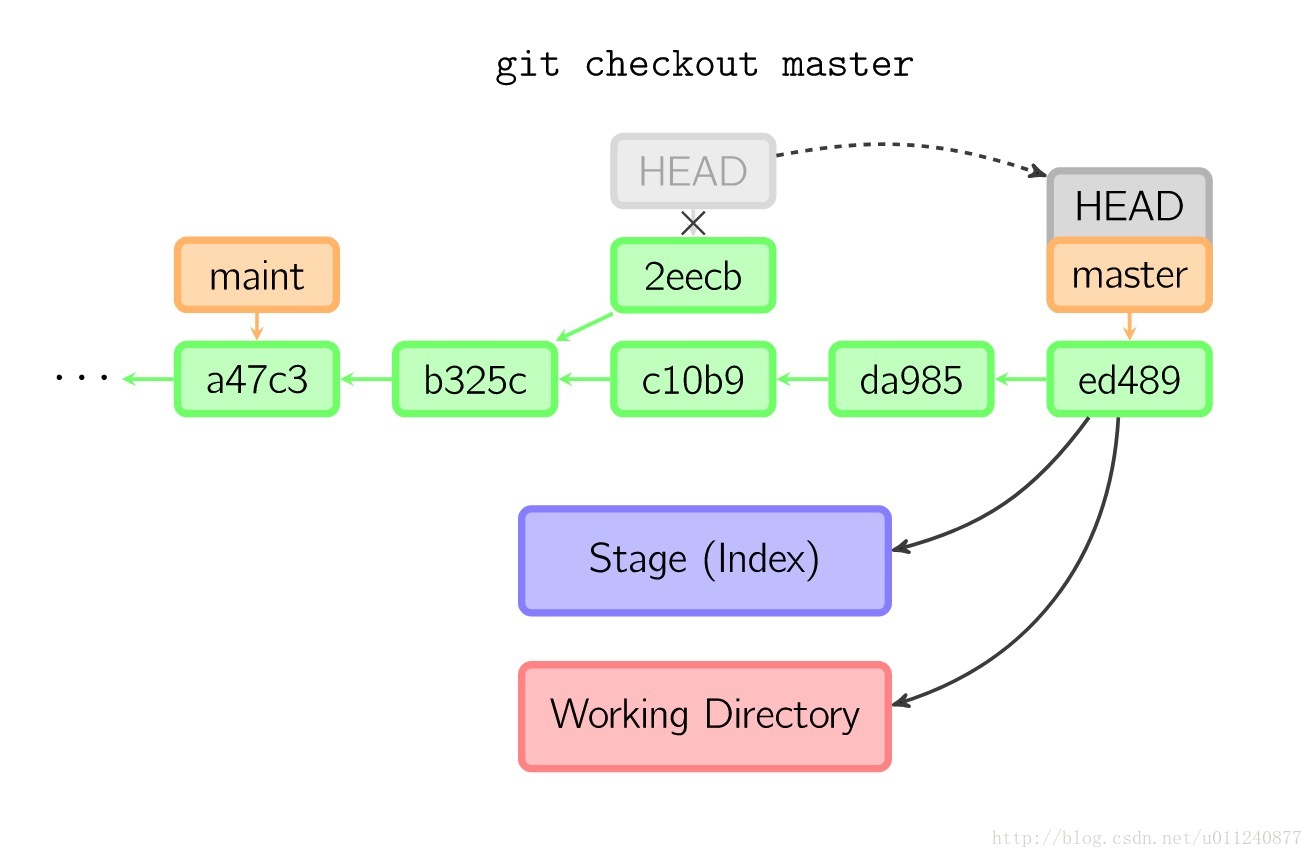 git checkout master
HEAD
HEAD
maint
2eecb
master
...
a47c3
b325c
c10b9
da985
ed489
Stage (Index)
Working Directory
http://blog.csdn.net/u011240877